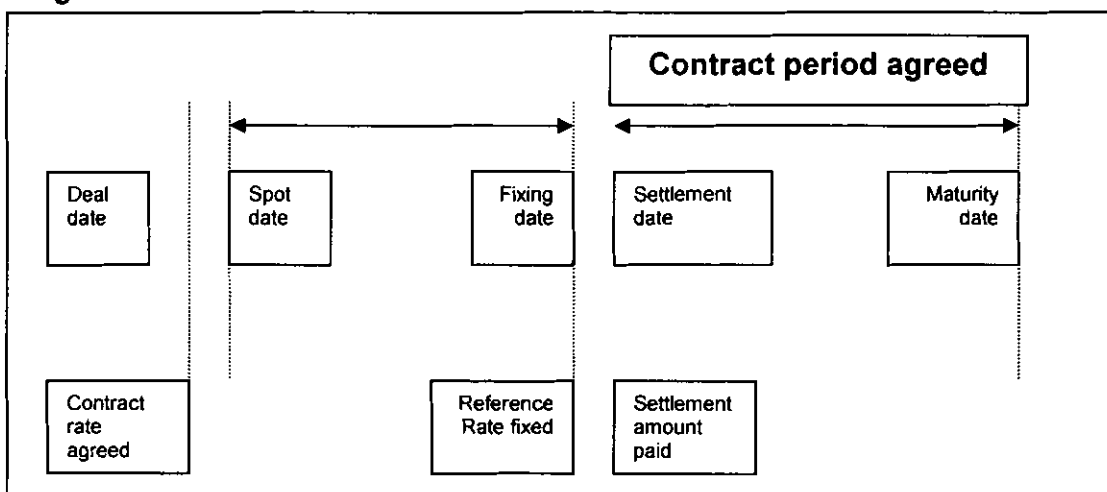 Contract period agreed
Deal
date
Spot
date
Fixing
date
Settlement
date
Maturity
date
Contract
rate
agreed
Reference
Rate fixed
Settlement
amount
paid